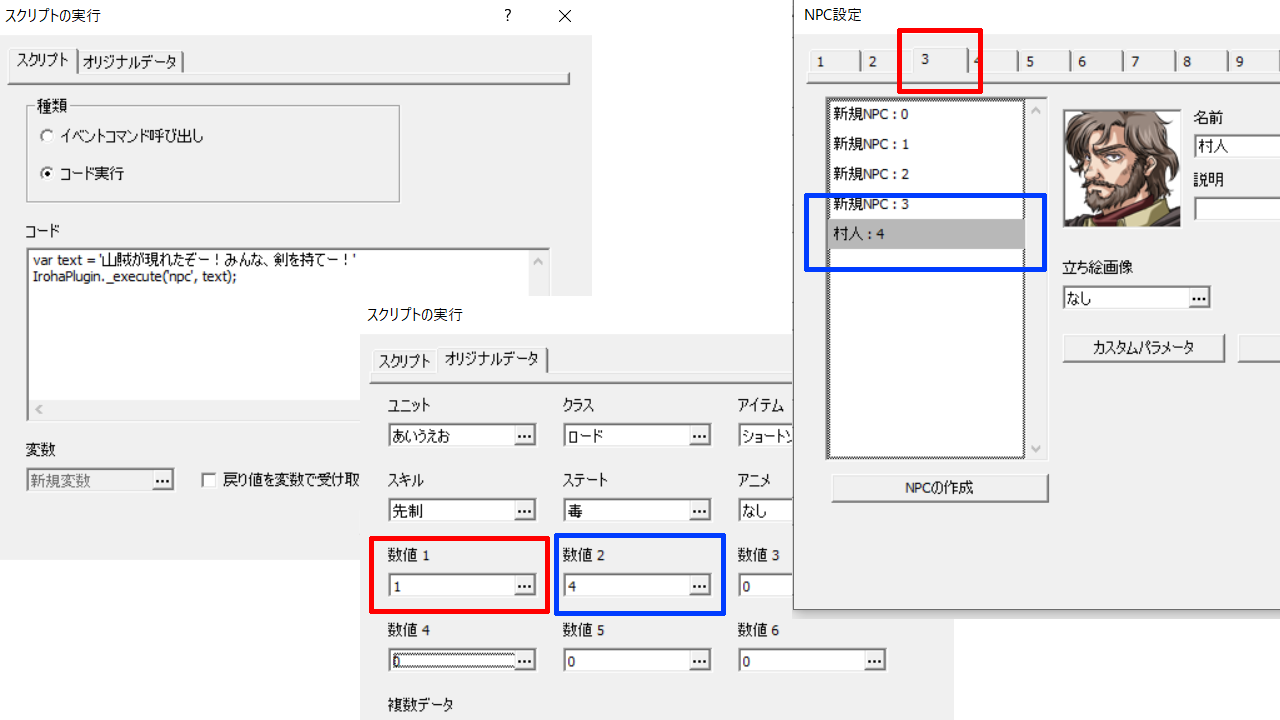 スクリプトの実行
?
スクリプト
オリジナルデータ
種類
イベントコマンド呼び出し
コード実行
コード
var text = '山賊が現れたぞー！みんな、剣を持てー！'
IrohaPlugin._execute('npc', text);
変数
新規変数
戻り値を変数で受け取
スクリプトの実行
スクリプト
オリジナルデータ
ユニット
クラス
アイテム
あいうえお
ロード
ショートソ
スキル
ステート
アニメ
先制
毒
なし
数値 1
数値 2
数値 3
1
4
0
数値 4
数値 5
数値 6
0
0
0
複数データ
NPC設定
1
2
3
4
5
6
7
8
9
新規NPC : 0
新規NPC : 1
新規NPC : 2
新規NPC : 3
村人 : 4
NPCの作成
名前
村人
説明
立ち絵画像
なし
カスタムパラメータ